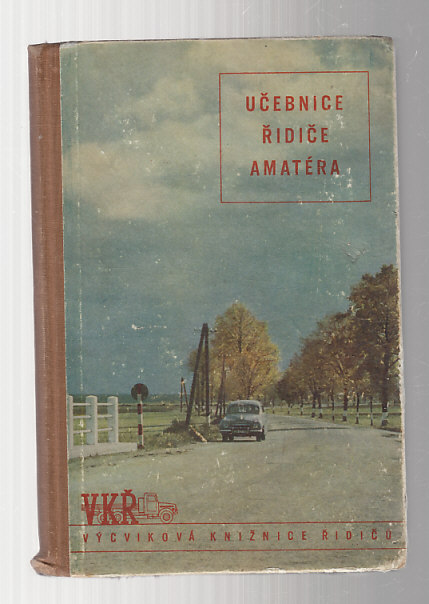 UČEBNICE
ŘIDIČE
AMATÉRA
VKŘ
VÝCVIKOVÁ KNIŽNICE ŘIDIČŮ